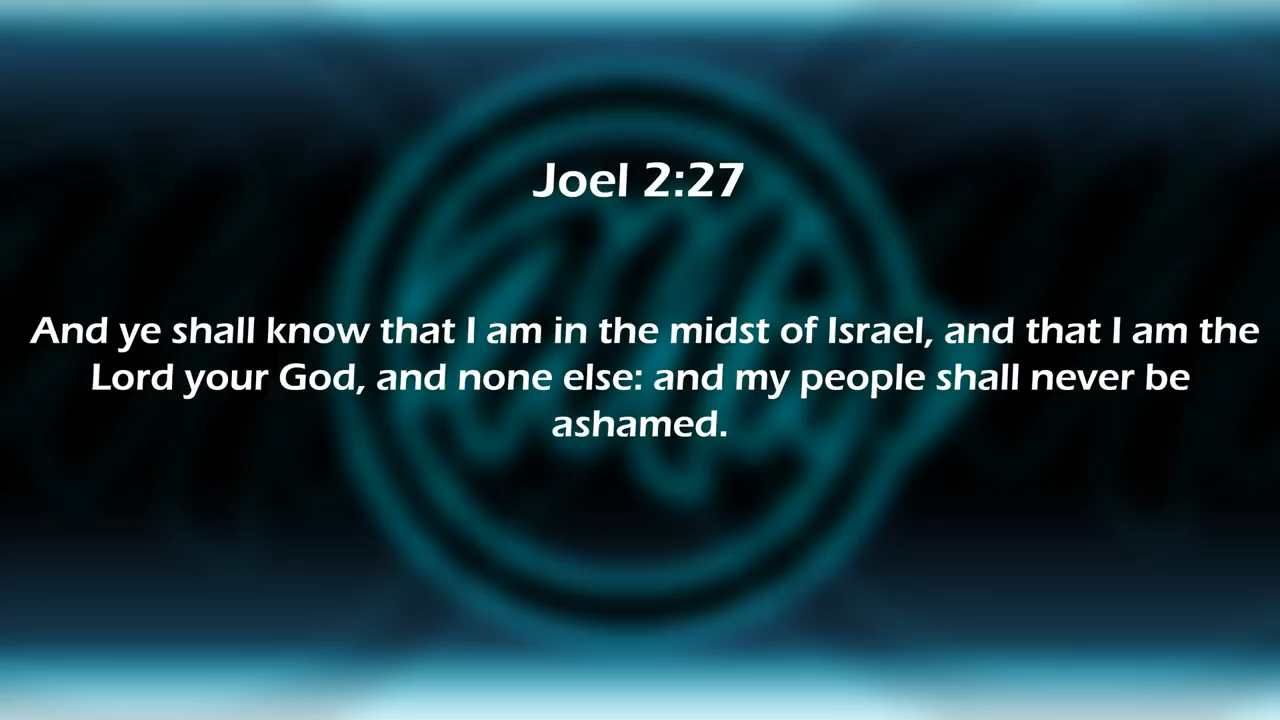 Joel 2:27
And ye shall know that I am in the midst of Israel, and that I am the
Lord your God, and none else: and my people shall never be
ashamed.